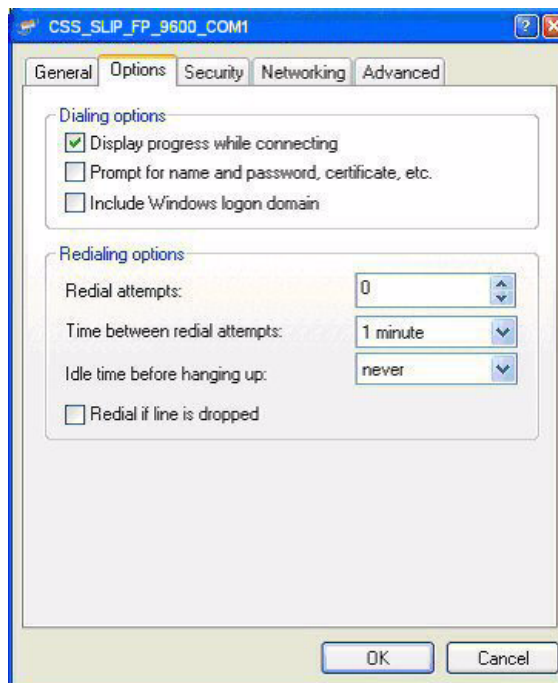 CSS_SLIP_FP_9600_COM1
General Options Security Networking Advanced
Dialing options
Display progress while connecting
Prompt for name and password, certificate, etc.
Include Windows logon domain
Redialing options
Redial attempts: 0
Time between redial attempts: 1 minute
Idle time before hanging up: never
Redial if line is dropped
OK Cancel